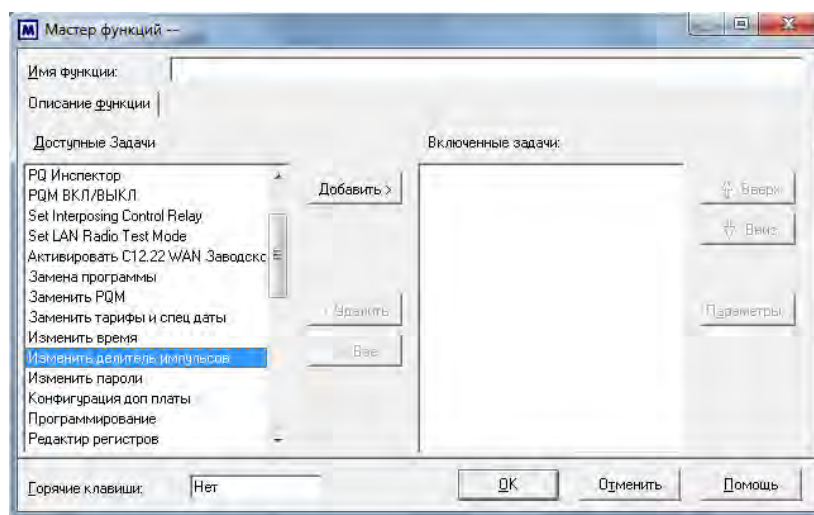 Мастер функций --
Имя функции:
Описание функции
Доступные Задачи
Включенные задачи:
PQ Инспектор
PQM ВКЛ/ВЫКЛ
Set Interposing Control Relay
Set LAN Radio Test Mode
Активировать C12.22 WAN Заводскс
Замена программы
Заменить PQM
Заменить тарифы и спец даты
Изменить время
Изменить делитель импульсов
Изменить пароли
Конфигурация доп платы
Программирование
Редактир регистров
Добавить >
< Удалить
Все
Вверх
Вниз
Параметры
Горячие клавиши:
Нет
OK
Отменить
Помощь